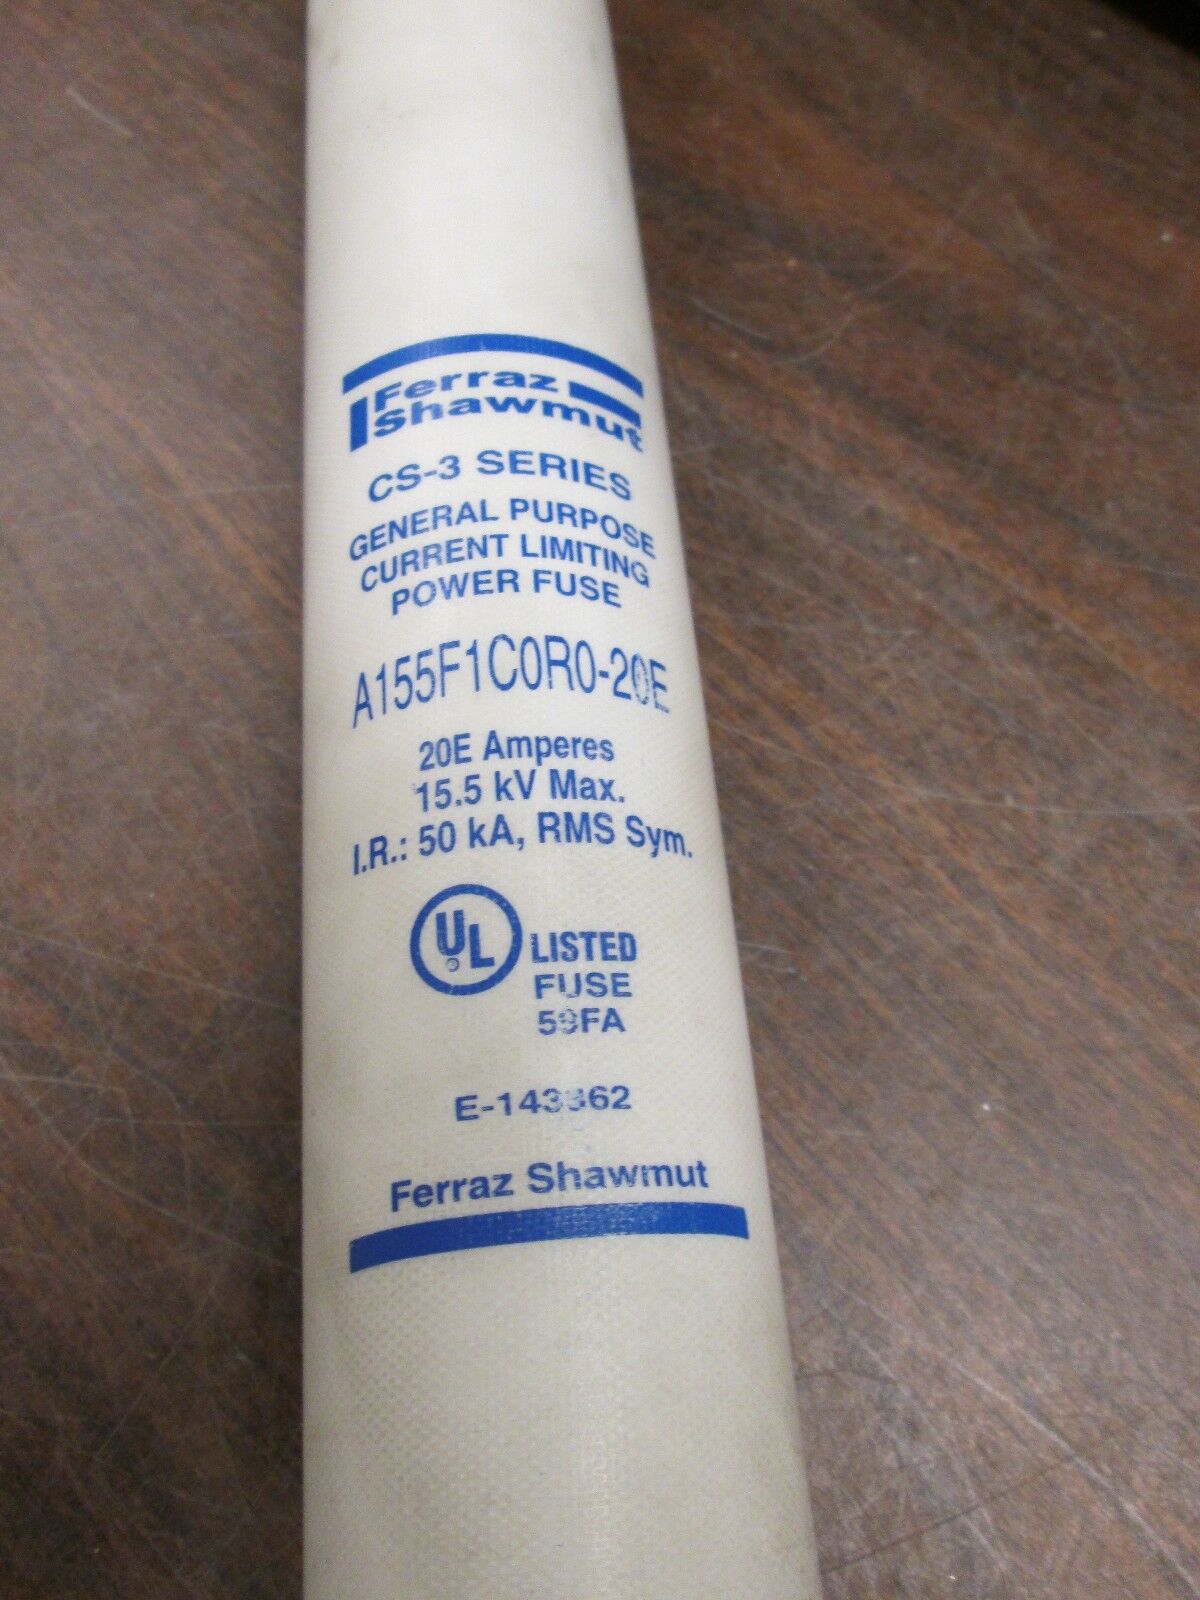 Ferraz
Shawmut
CS-3 SERIES
GENERAL PURPOSE
CURRENT LIMITING
POWER FUSE
A155F1C0R0-20E
20E Amperes
15.5 kV Max.
I.R.: 50 kA, RMS Sym.
UL LISTED
FUSE
Ferraz Shawmut